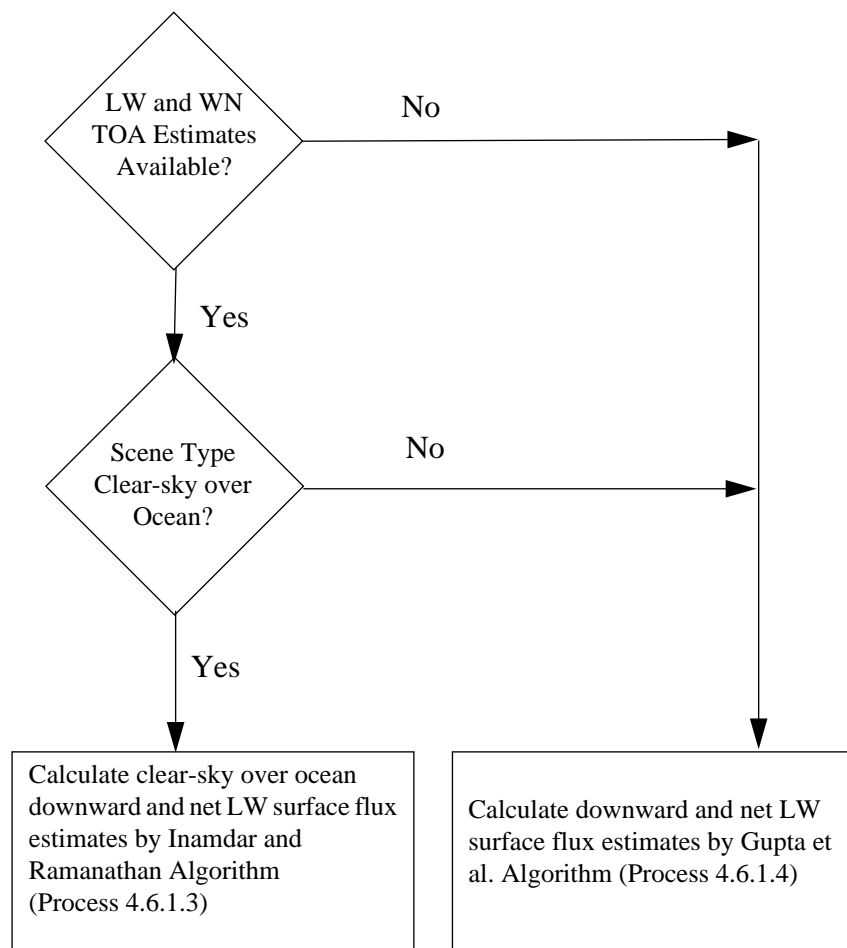 LW and WN
TOA Estimates
Available?
No
Yes
Scene Type
Clear-sky over
Ocean?
No
Yes
Calculate clear-sky over ocean
downward and net LW surface flux
estimates by Inamdar and
Ramanathan Algorithm
(Process 4.6.1.3)
Calculate downward and net LW
surface flux estimates by Gupta et
al. Algorithm (Process 4.6.1.4)